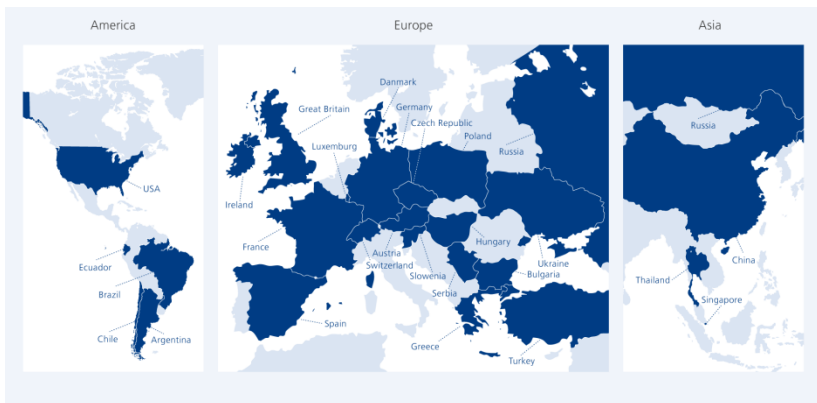 America
Europe
Asia
USA
Ecuador
Brazil
Chile
Argentina
Danmark
Great Britain
Germany
Czech Republic
Luxemburg
Poland
Russia
Ireland
France
Austria
Switzerland
Slowenia
Hungary
Serbia
Ukraine
Bulgaria
Spain
Greece
Turkey
Russia
China
Thailand
Singapore